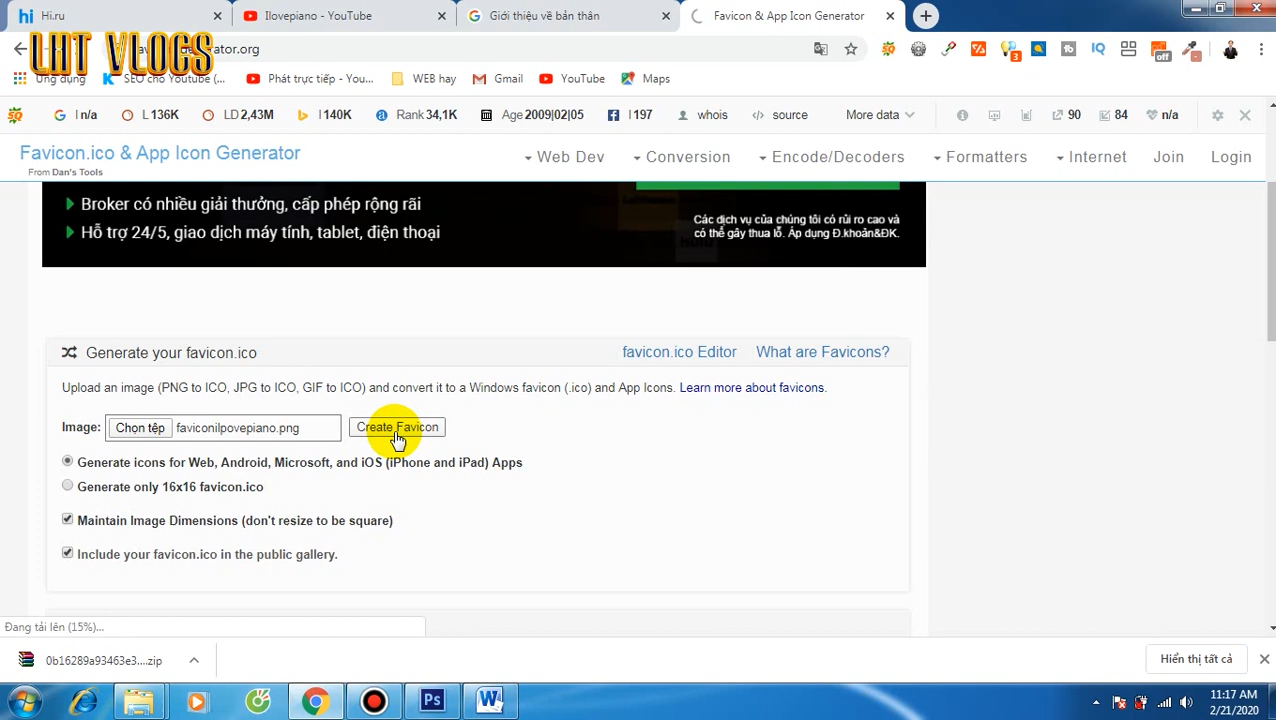 Hi.ru
Ilovepiano - YouTube
Giới thiệu về bản thân
Favicon & App Icon Generator
LHT VLOGS
erator.org
Ứng dụng
SEO cho Youtube (...
Phát trực tiếp - You...
WEB hay
Gmail
YouTube
Maps
I n/a
L 136K
LD 2,43M
I 140K
Rank 34,1K
Age 2009|02|05
I 197
whois
source
More data
90
84
n/a
Favicon.ico & App Icon Generator
From Dan's Tools
Web Dev
Conversion
Encode/Decoders
Formatters
Internet
Join
Login
Broker có nhiều giải thưởng, cấp phép rộng rãi
Hỗ trợ 24/5, giao dịch máy tính, tablet, điện thoại
Các dịch vụ của chúng tôi có rủi ro cao và
có thể gây thua lỗ. Áp dụng Đ.khoản&ĐK.
Generate your favicon.ico
favicon.ico Editor
What are Favicons?
Upload an image (PNG to ICO, JPG to ICO, GIF to ICO) and convert it to a Windows favicon (.ico) and App Icons. Learn more about favicons.
Image: Chọn tệp faviconilpovepiano.png Create Favicon
Generate icons for Web, Android, Microsoft, and iOS (iPhone and iPad) Apps
Generate only 16x16 favicon.ico
Maintain Image Dimensions (don't resize to be square)
Include your favicon.ico in the public gallery.
Đang tải lên (15%)...
0b16289a93463e3....zip
Hiển thị tất cả
11:17 AM
2/21/2020